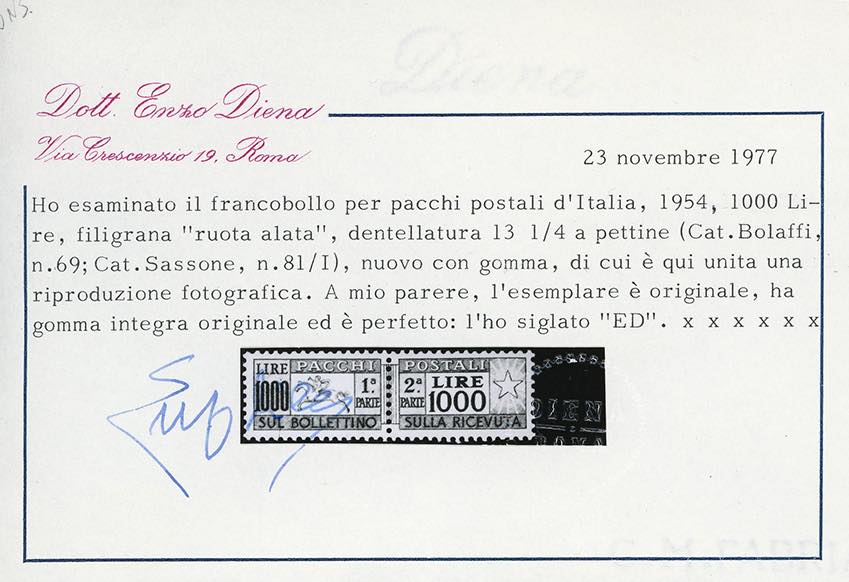 Dott. Enzo Diena
Via Crescenzio 19, Roma
23 novembre 1977
Ho esaminato il francobollo per pacchi postali d'Italia, 1954, 1000 Li-
re, filigrana "ruota alata", dentellatura 13 1/4 a pettine (Cat.Bolaffi,
n.69; Cat.Sassone, n.81/I), nuovo con gomma, di cui è qui unita una
riproduzione fotografica. A mio parere, l'esemplare è originale, ha
gomma integra originale ed è perfetto: l'ho siglato "ED". x x x x x x
LIRE 1000 PACCHI 1ª PARTE SUL BOLLETTINO
POSTALI 2ª PARTE LIRE 1000 SULLA RICEVUTA
DIEN
Diena